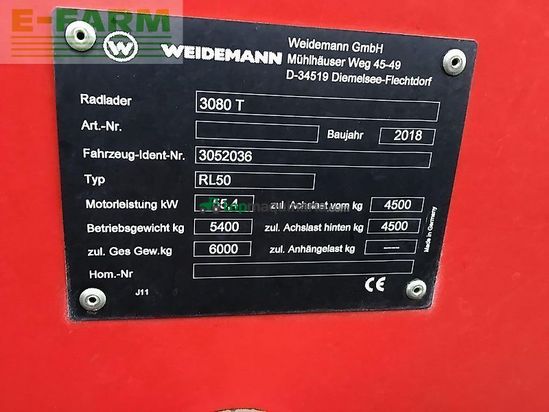 E-FARM
WEIDEMANN
Weidemann GmbH
Mühlhäuser Weg 45-49
D-34519 Diemelsee-Flechtdorf
Radlader 3080 T
Art.-Nr. Baujahr 2018
Fahrzeug-Ident-Nr. 3052036
Typ RL50
Motorleistung kW 55,4 zul. Achslast vorn kg 4500
Betriebsgewicht kg 5400 zul. Achslast hinten kg 4500
zul. Ges Gew.kg 6000 zul. Anhängelast kg ----
Hom.-Nr
Made in Germany
J11
CE